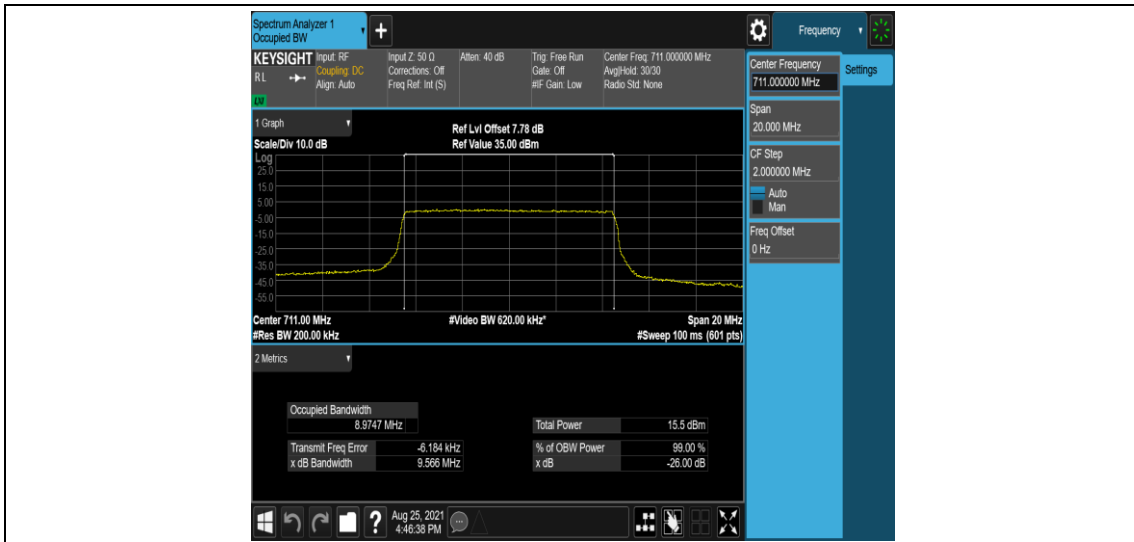 Spectrum Analyzer 1
Occupied BW
+
Frequency
KEYSIGHT
RL
LXI
Input: RF
Coupling: DC
Align: Auto
Input Z: 50 Ω
Corrections: Off
Freq Ref: Int (S)
Atten: 40 dB
Trig: Free Run
Gate: Off
#IF Gain: Low
Center Freq: 711.000000 MHz
Avg|Hold: 30/30
Radio Std: None
Center Frequency
711.000000 MHz
Settings
Span
20.000 MHz
CF Step
2.000000 MHz
Auto
Man
Freq Offset
0 Hz
1 Graph
Scale/Div 10.0 dB
Ref Lvl Offset 7.78 dB
Ref Value 35.00 dBm
Log
25.0
15.0
5.00
-5.00
-15.0
-25.0
-35.0
-45.0
-55.0
Center 711.00 MHz
#Video BW 620.00 kHz*
Span 20 MHz
#Res BW 200.00 kHz
#Sweep 100 ms (601 pts)
2 Metrics
Occupied Bandwidth
8.9747 MHz
Total Power 15.5 dBm
Transmit Freq Error -6.184 kHz
% of OBW Power 99.00 %
x dB Bandwidth 9.566 MHz
x dB -26.00 dB
?
Aug 25, 2021
4:46:38 PM